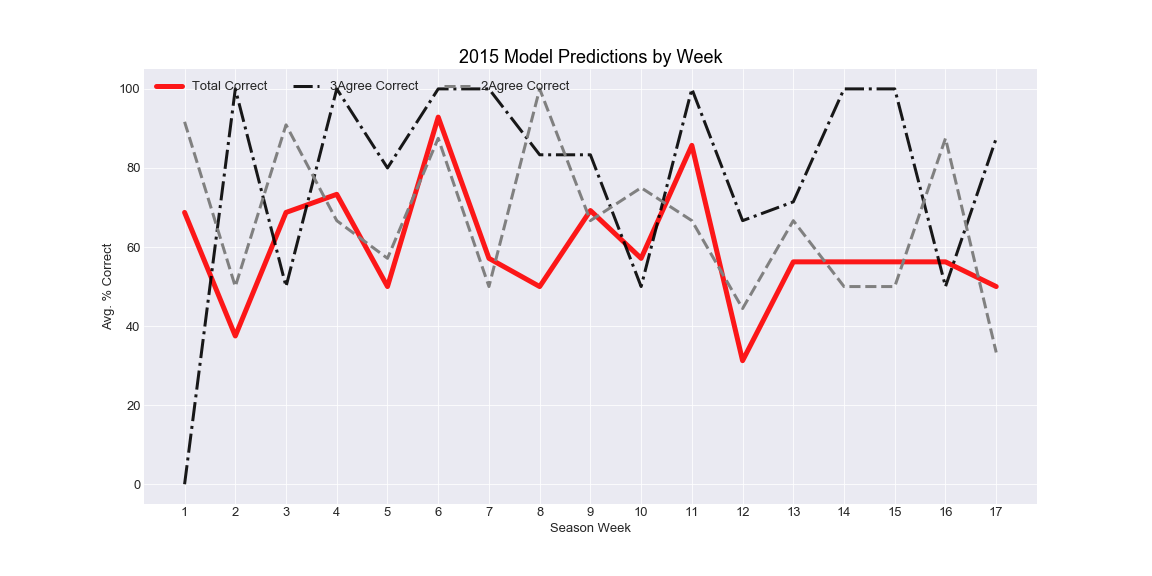 2015 Model Predictions by Week
Total Correct 3Agree Correct 2Agree Correct
100
80
60
40
20
0
Avg. % Correct
1 2 3 4 5 6 7 8 9 10 11 12 13 14 15 16 17
Season Week